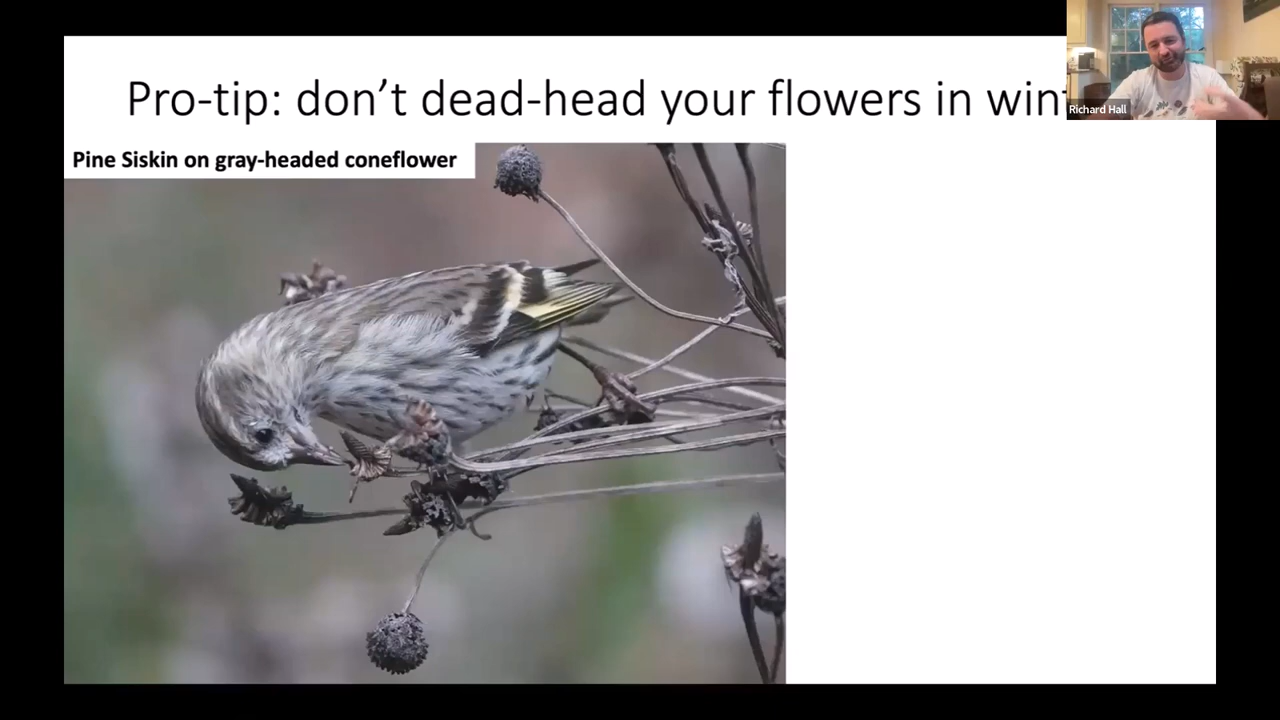 Pro-tip: don't dead-head your flowers in win
Richard Hall
Pine Siskin on gray-headed coneflower